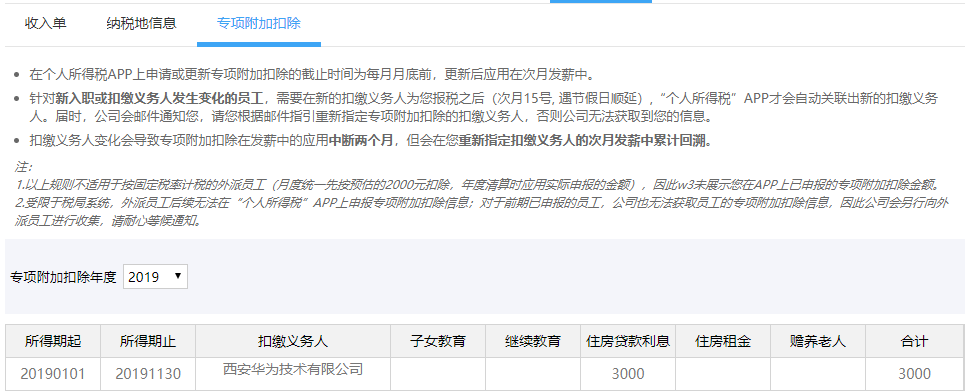 收入单 纳税地信息 专项附加扣除
• 在个人所得税APP上申请或更新专项附加扣除的截止时间为每月月底前，更新后应用在次月发薪中。
• 针对新入职或扣缴义务人发生变化的员工，需要在新的扣缴义务人为您报税之后（次月15号, 遇节假日顺延）,“个人所得税”APP才会自动关联出新的扣缴义务
人。届时，公司会邮件通知您，请您根据邮件指引重新指定专项附加扣除的扣缴义务人，否则公司无法获取到您的信息。
• 扣缴义务人变化会导致专项附加扣除在发薪中的应用中断两个月，但会在您重新指定扣缴义务人的次月发薪中累计回溯。
注：
1.以上规则不适用于按固定税率计税的外派员工（月度统一先按预估的2000元扣除，年度清算时应用实际申报的金额），因此w3未展示您在APP上已申报的专项附加扣除金额。
2.受限于税局系统，外派员工后续无法在“个人所得税”APP上申报专项附加扣除信息；对于前期已申报的员工，公司也无法获取员工的专项附加扣除信息，因此公司会另行向外
派员工进行收集，请耐心等候通知。
专项附加扣除年度 2019
所得期起 所得期止 扣缴义务人 子女教育 继续教育 住房贷款利息 住房租金 赡养老人 合计
20190101 20191130 西安华为技术有限公司 3000 3000